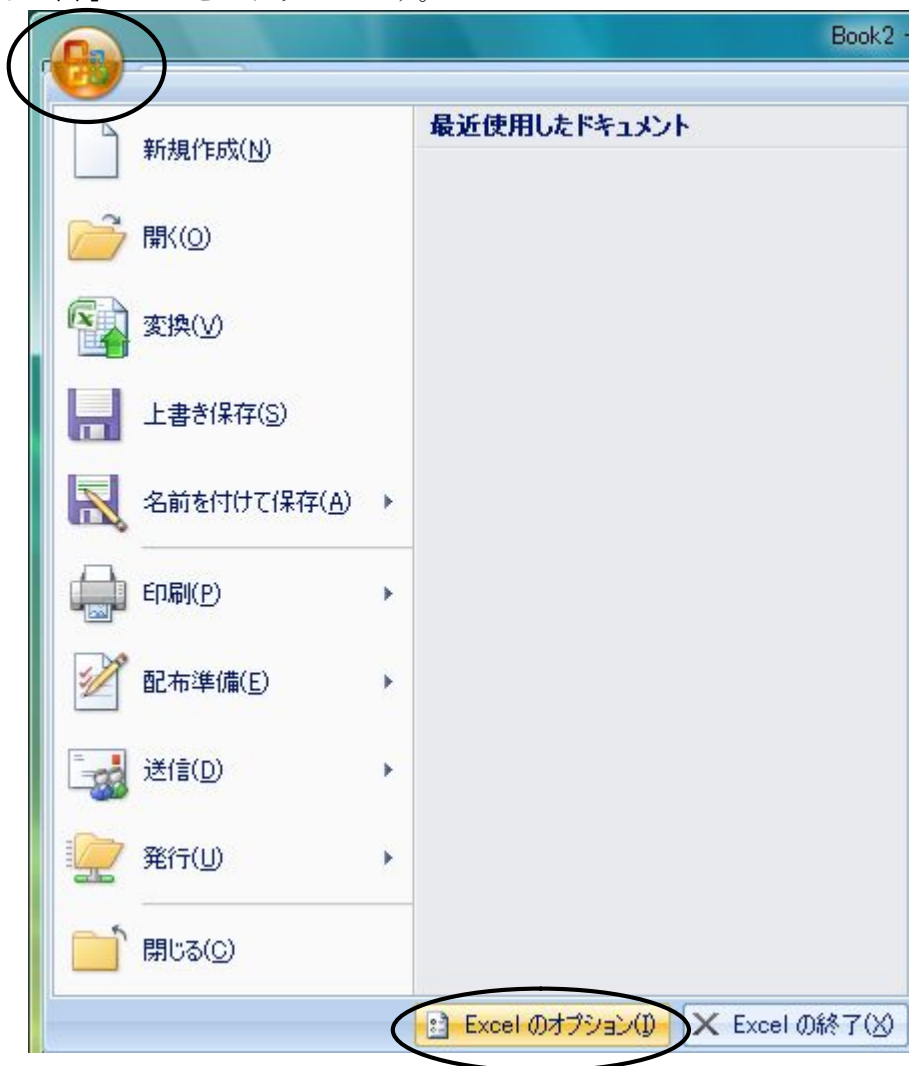 Book2 -
最近使用したドキュメント
新規作成(N)
開く(O)
変換(V)
上書き保存(S)
名前を付けて保存(A)
印刷(P)
配布準備(E)
送信(D)
発行(U)
閉じる(C)
Excel のオプション(I)
Excel の終了(X)